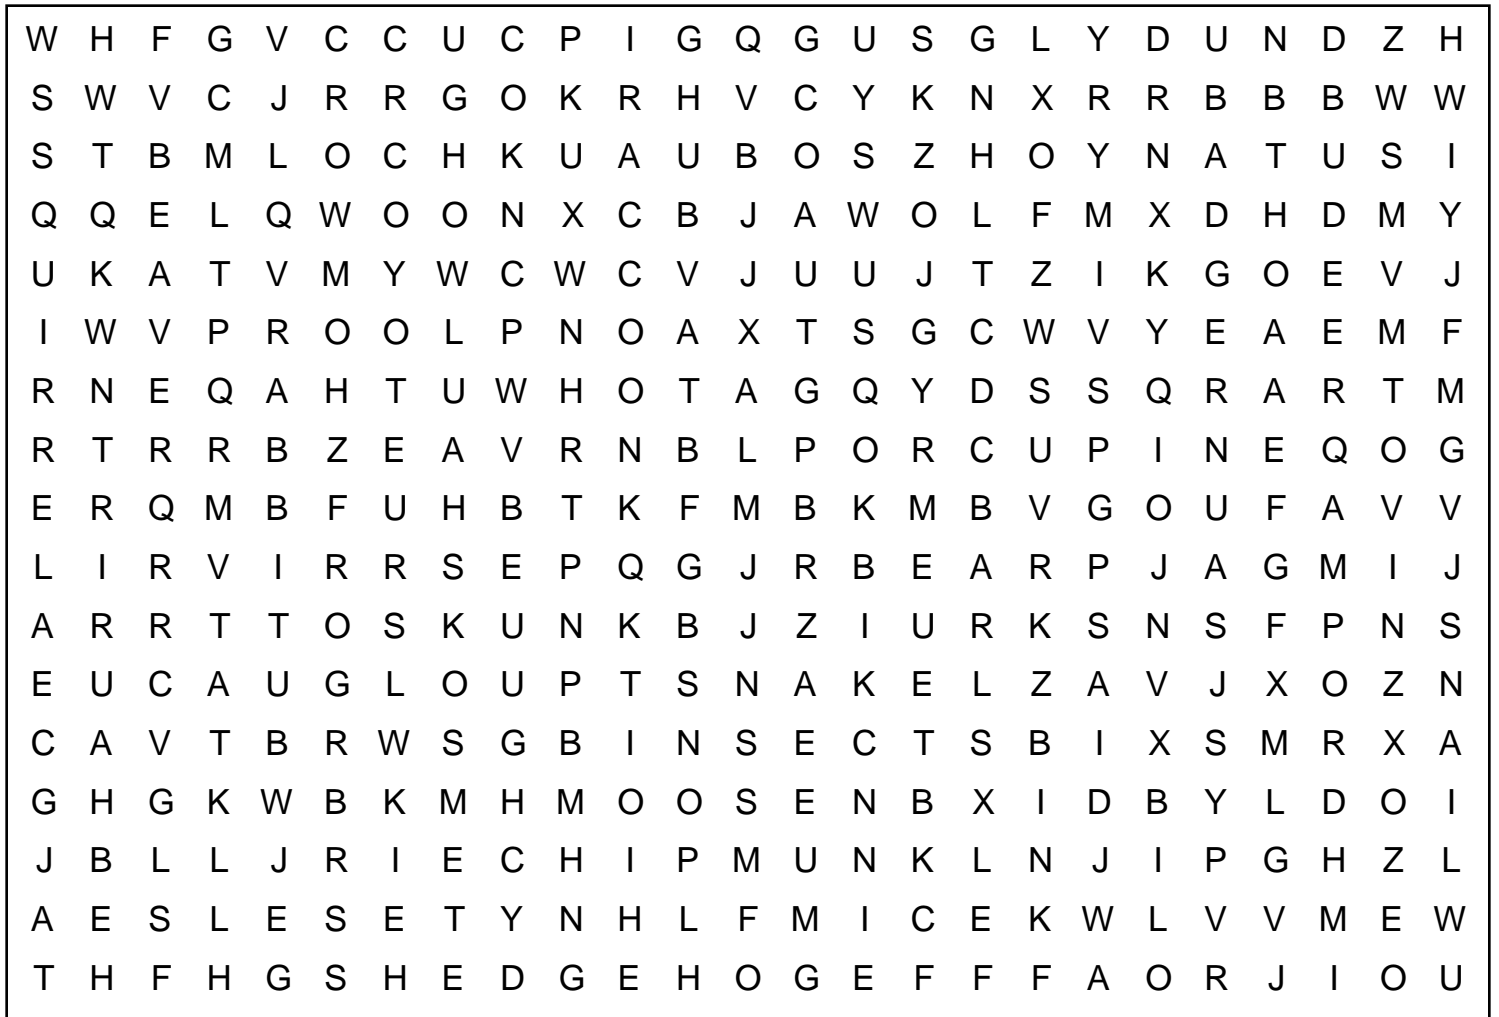 W H F G V C C U C P I G Q G U S G L Y D U N D Z H
S W V C J R R G O K R H V C Y K N X R R B B B W W
S T B M L O C H K U A U B O S Z H O Y N A T U S I
Q Q E L Q W O O N X C B J A W O L F M X D H D M Y
U K A T V M Y W C W C V J U U J T Z I K G O E V J
I W V P R O O L P N O A X T S G C W V Y E A E M F
R N E Q A H T U W H O T A G Q Y D S S Q R A R T M
R T R R B Z E A V R N B L P O R C U P I N E Q O G
E R Q M B F U H B T K F M B K M B V G O U F A V V
L I R V I R R S E P Q G J R B E A R P J A G M I J
A R R T T O S K U N K B J Z I U R K S N S F P N S
E U C A U G L O U P T S N A K E L Z A V J X O Z N
C A V T B R W S G B I N S E C T S B I X S M R X A
G H G K W B K M H M O O S E N B X I D B Y L D O I
J B L L J R I E C H I P M U N K L N J I P G H Z L
A E S L E S E T Y N H L F M I C E K W L V V M E W
T H F H G S H E D G E H O G E F F F A O R J I O U